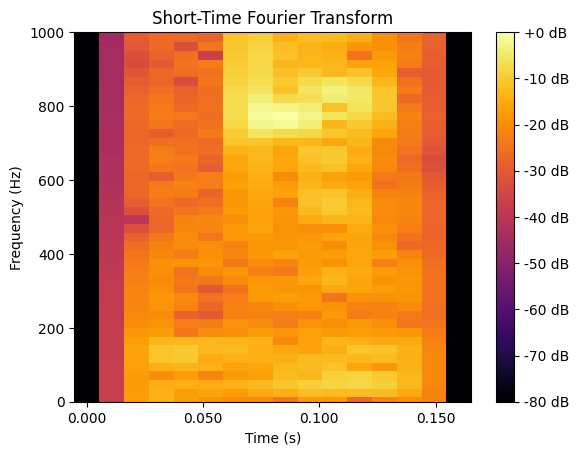 Short-Time Fourier Transform
1000
800
600
400
200
0
Frequency (Hz)
0.000
0.050
0.100
0.150
Time (s)
+0 dB
-10 dB
-20 dB
-30 dB
-40 dB
-50 dB
-60 dB
-70 dB
-80 dB